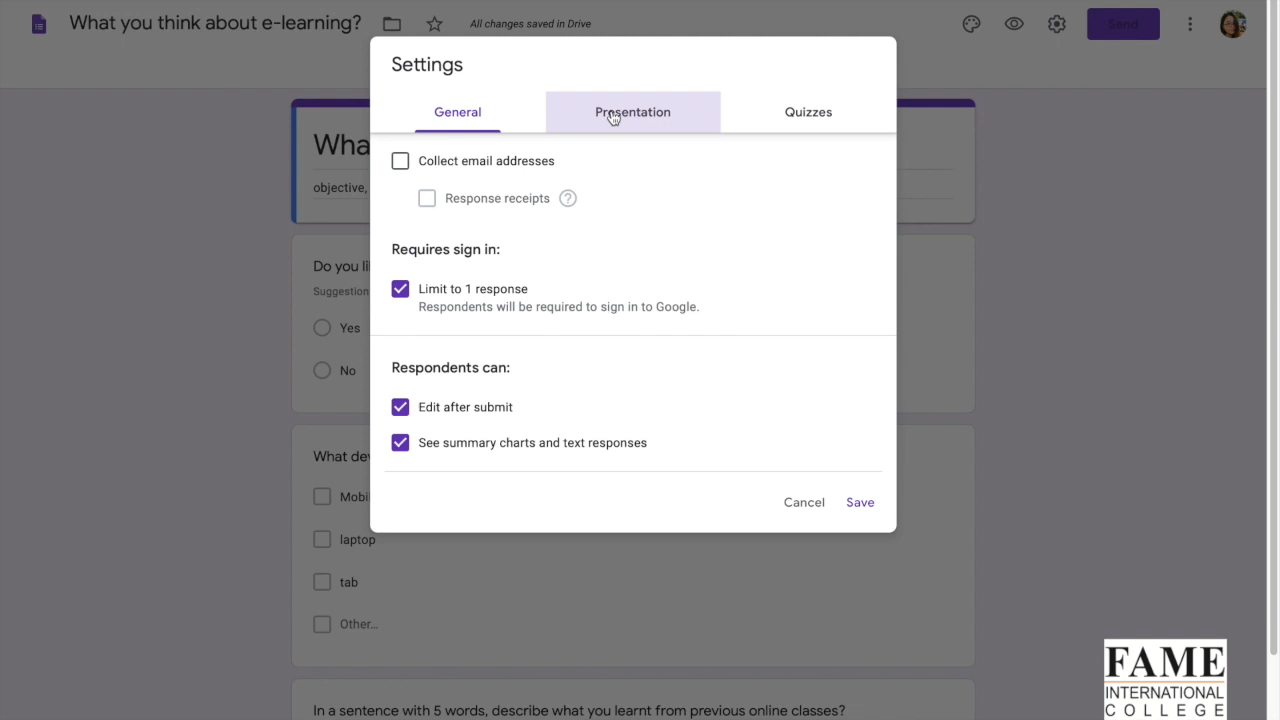 What you think about e-learning?
All changes saved in Drive
Send
Settings
General
Presentation
Quizzes
Collect email addresses
Response receipts
?
Requires sign in:
Limit to 1 response
Respondents will be required to sign in to Google.
Respondents can:
Edit after submit
See summary charts and text responses
Cancel
Save
Wha
objective,
Do you li
Suggestion
Yes
No
What dev
Mobil
laptop
tab
Other...
In a sentence with 5 words, describe what you learnt from previous online classes?
FAME
INTERNATIONAL
COLLEGE